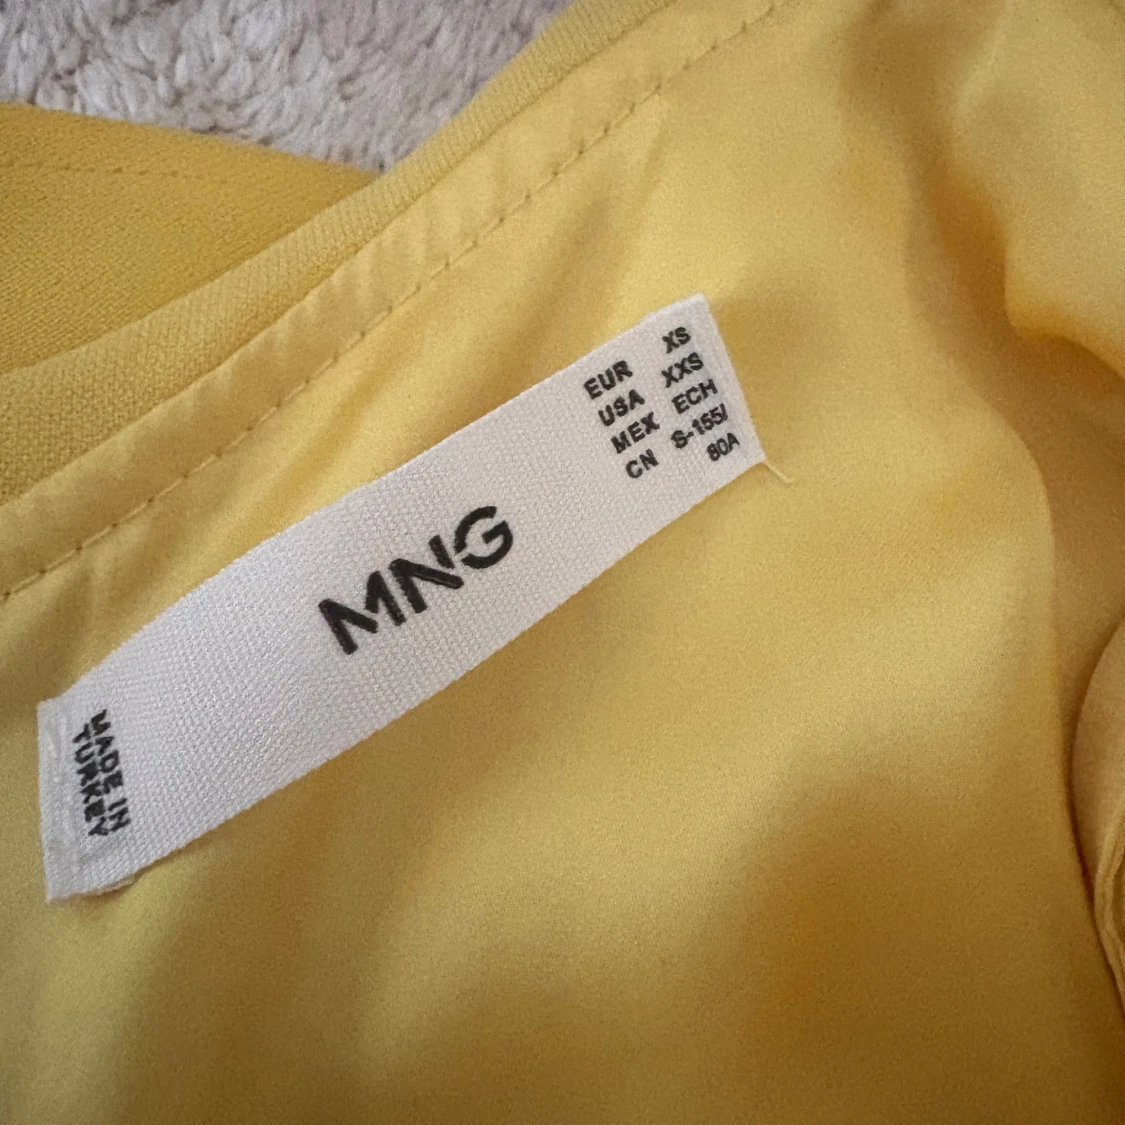 EUR XS
USA XXS
MEX ECH
CN S-155/
80A
MNG
MADE IN
TURKEY